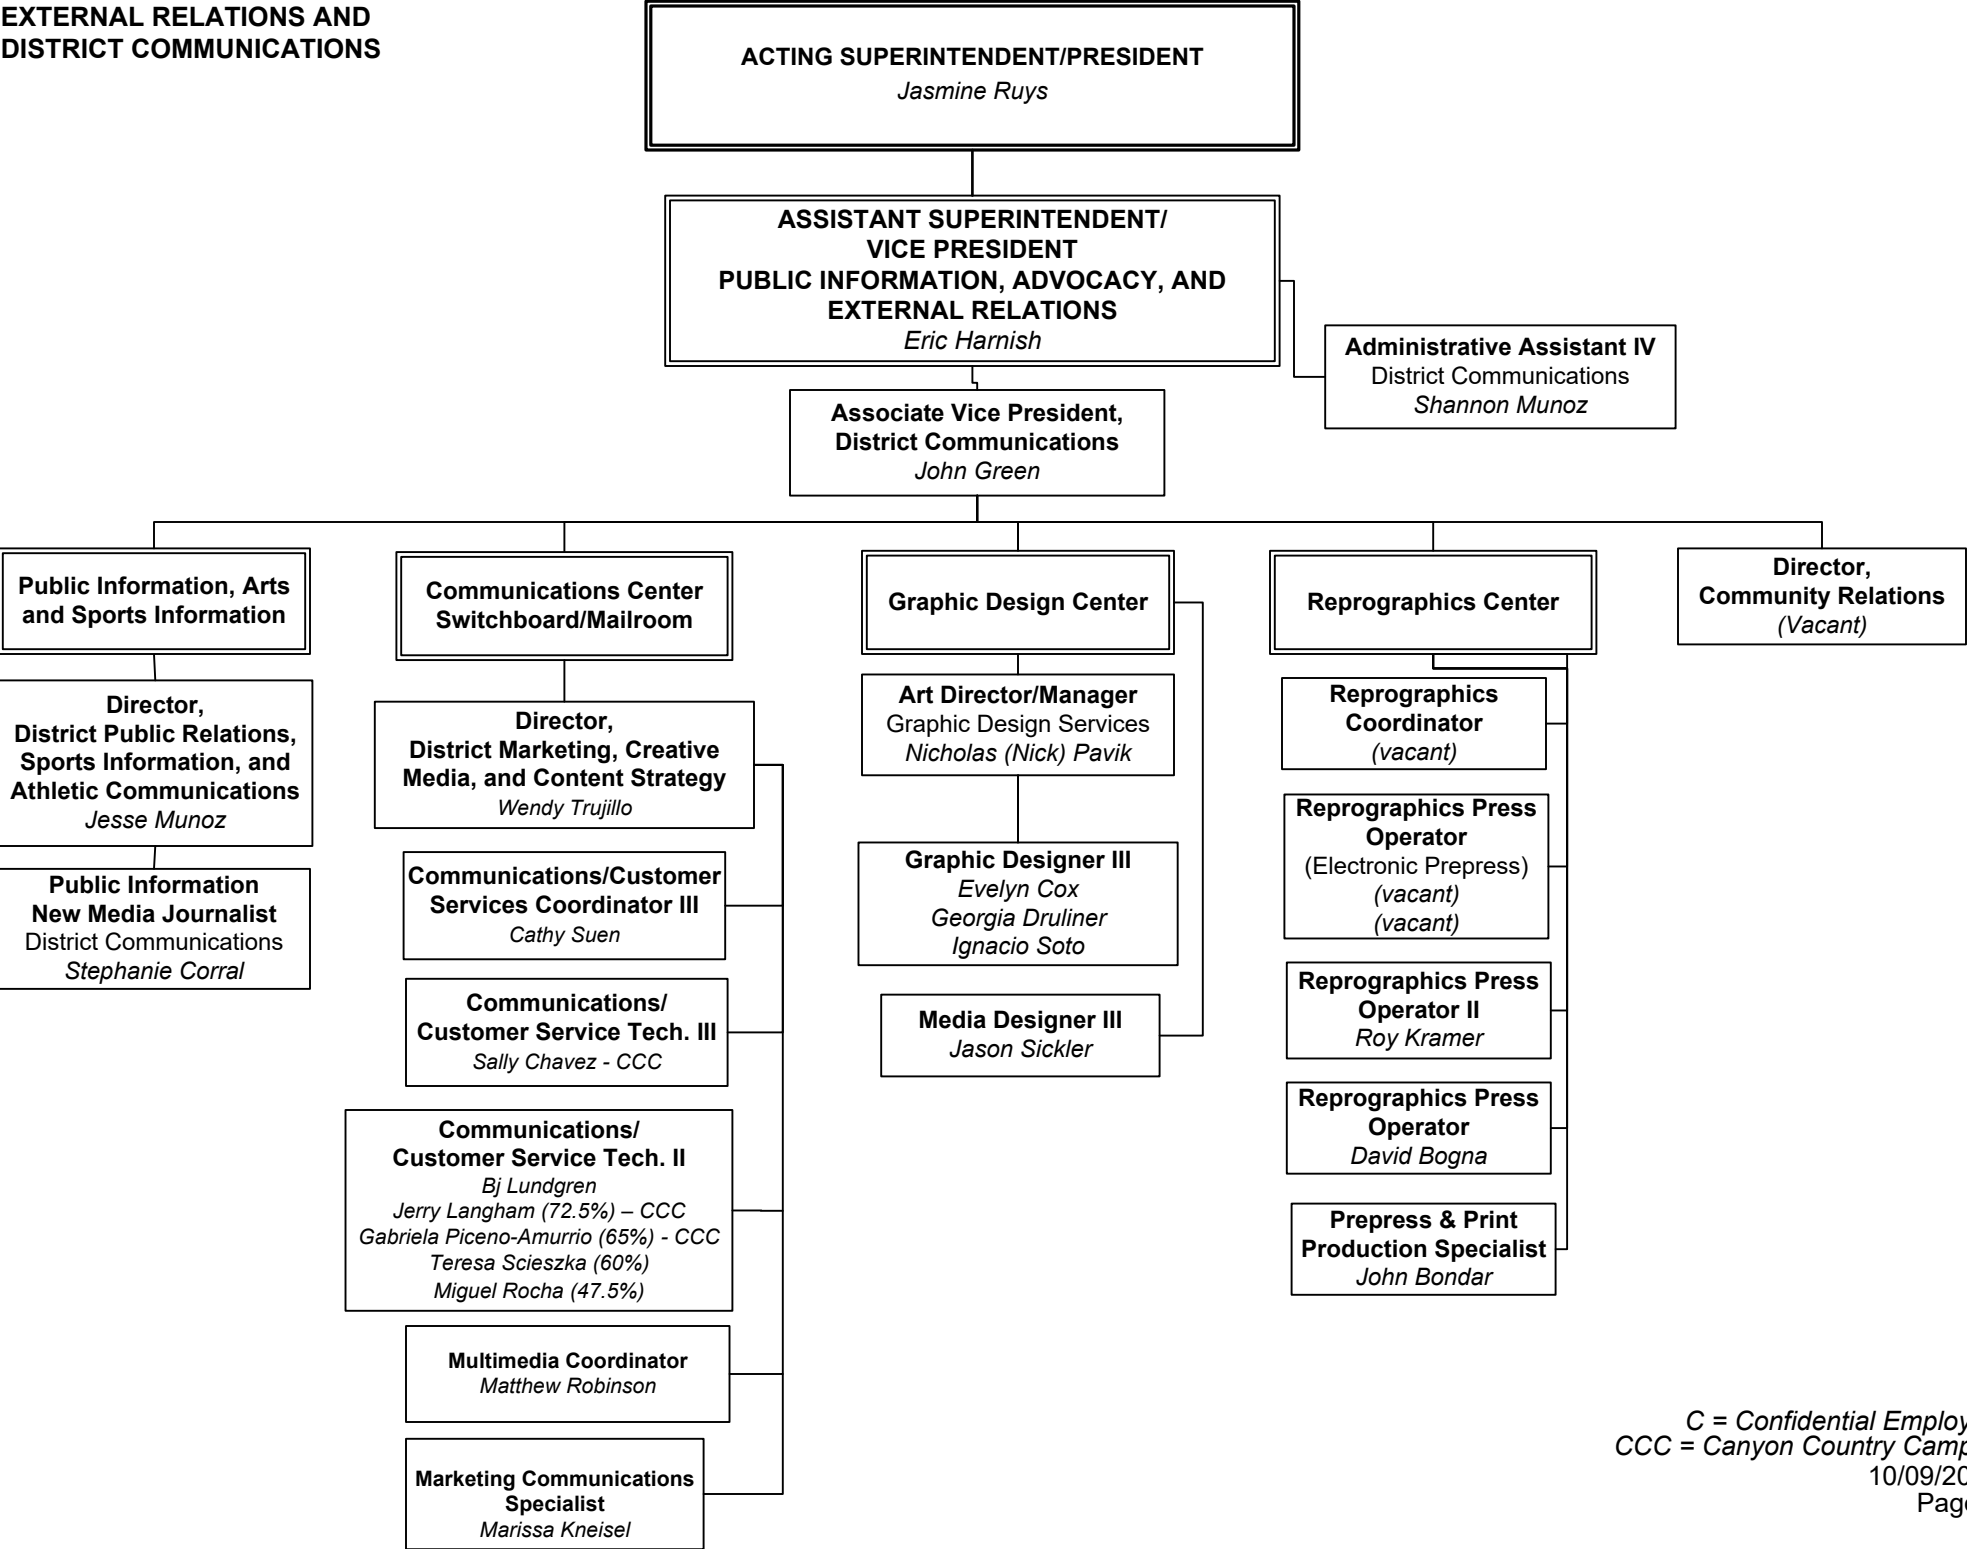 EXTERNAL RELATIONS AND
DISTRICT COMMUNICATIONS
ACTING SUPERINTENDENT/PRESIDENT
Jasmine Ruys
ASSISTANT SUPERINTENDENT/
VICE PRESIDENT
PUBLIC INFORMATION, ADVOCACY, AND
EXTERNAL RELATIONS
Eric Harnish
Administrative Assistant IV
District Communications
Shannon Munoz
Associate Vice President,
District Communications
John Green
Public Information, Arts
and Sports Information
Director,
District Public Relations,
Sports Information, and
Athletic Communications
Jesse Munoz
Public Information
New Media Journalist
District Communications
Stephanie Corral
Communications Center
Switchboard/Mailroom
Director,
District Marketing, Creative
Media, and Content Strategy
Wendy Trujillo
Communications/Customer
Services Coordinator III
Cathy Suen
Communications/
Customer Service Tech. III
Sally Chavez - CCC
Communications/
Customer Service Tech. II
Bj Lundgren
Jerry Langham (72.5%) – CCC
Gabriela Piceno-Amurrio (65%) - CCC
Teresa Scieszka (60%)
Miguel Rocha (47.5%)
Multimedia Coordinator
Matthew Robinson
Marketing Communications
Specialist
Marissa Kneisel
Graphic Design Center
Art Director/Manager
Graphic Design Services
Nicholas (Nick) Pavik
Graphic Designer III
Evelyn Cox
Georgia Druliner
Ignacio Soto
Media Designer III
Jason Sickler
Reprographics Center
Reprographics
Coordinator
(vacant)
Reprographics Press
Operator
(Electronic Prepress)
(vacant)
(vacant)
Reprographics Press
Operator II
Roy Kramer
Reprographics Press
Operator
David Bogna
Prepress & Print
Production Specialist
John Bondar
Director,
Community Relations
(Vacant)
C = Confidential
CCC = Canyon Country
10/09/20